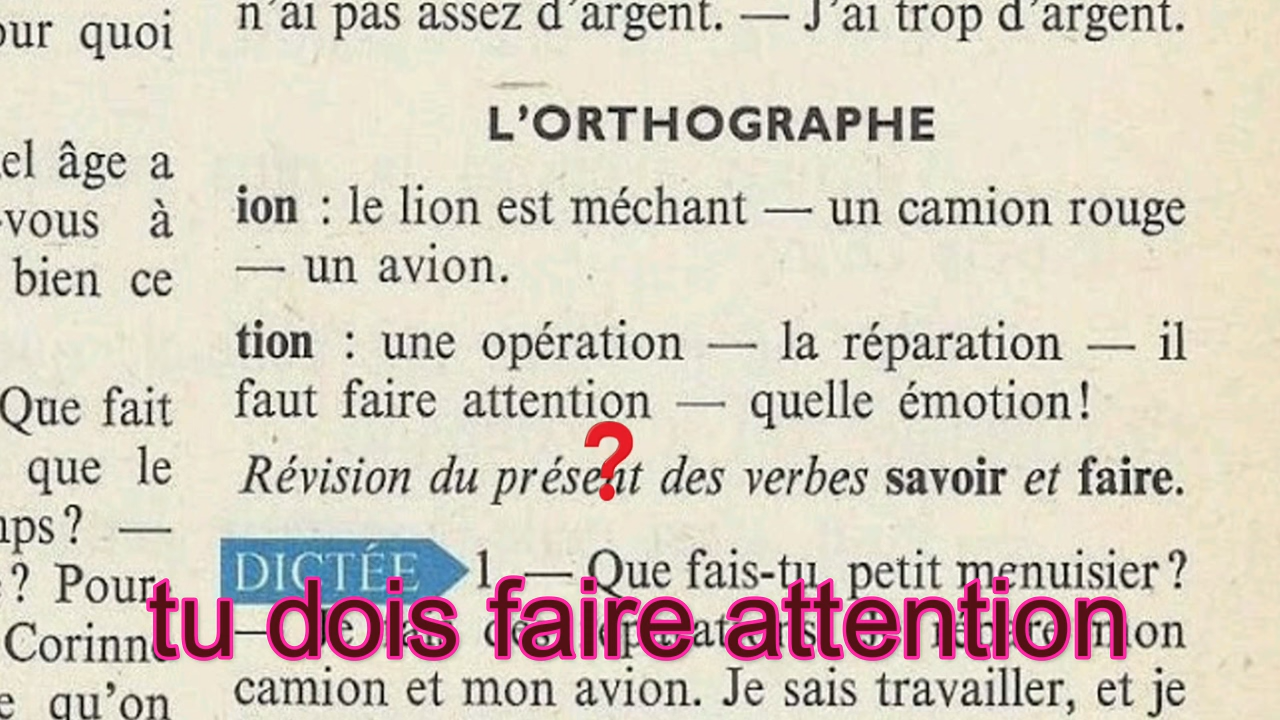 our quoi
el âge a
-vous à
bien ce
Que fait
que le
mps? —
? Pour
Corinne
e qu'on
n'ai pas assez d'argent. — J'ai trop d'argent.
L'ORTHOGRAPHE
ion : le lion est méchant — un camion rouge
— un avion.
tion : une opération — la réparation — il
faut faire attention — quelle émotion!
?
Révision du présent des verbes savoir et faire.
DICTÉE 1. — Que fais-tu, petit menuisier?
tu dois faire attention
mon
camion et mon avion. Je sais travailler, et je